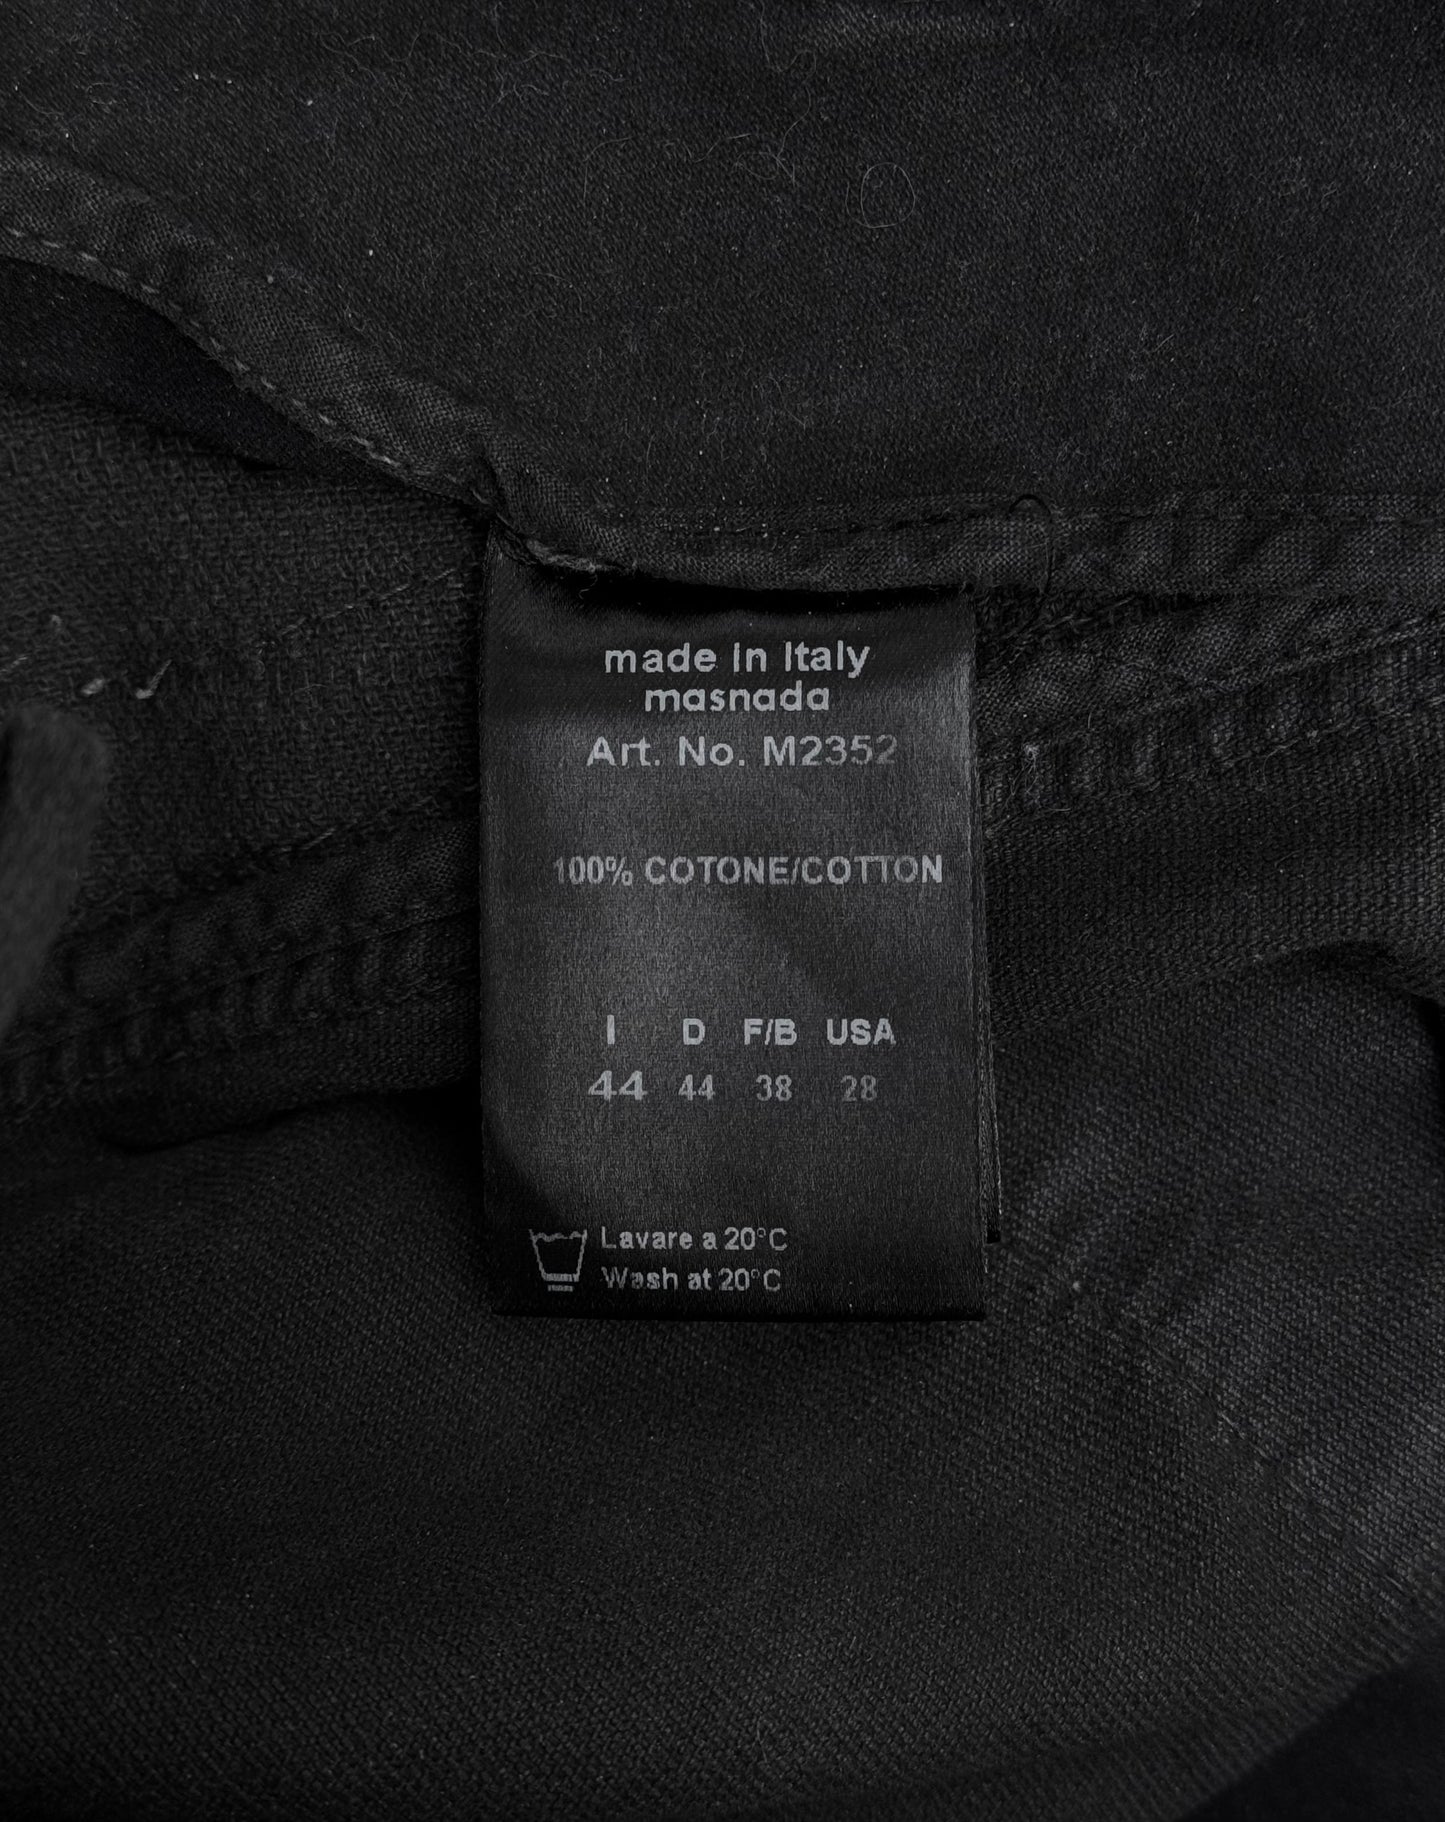 made in Italy
masnada
Art. No. M2352
100% COTONE/COTTON
I D F/B USA
44 44 38 28
Lavare a 20°C
Wash at 20°C